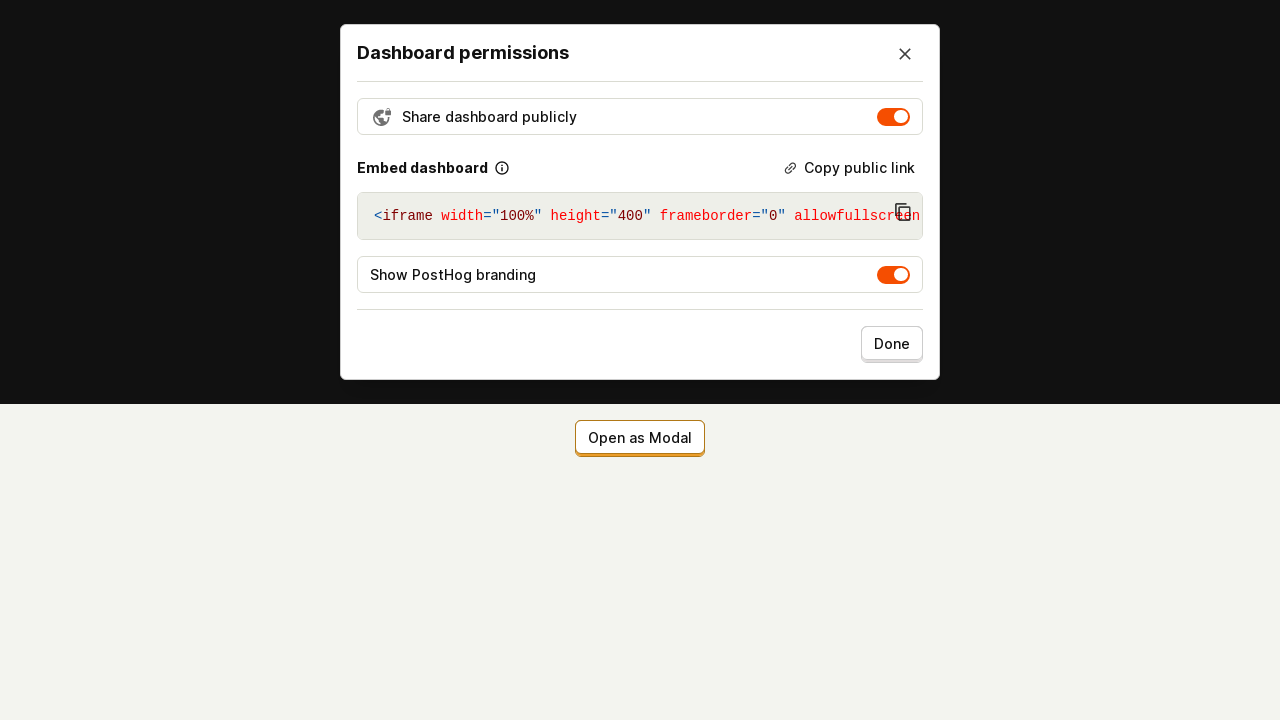 Dashboard permissions
Share dashboard publicly
Embed dashboard
Copy public link
<iframe width="100%" height="400" frameborder="0" allowfullscreen
Show PostHog branding
Done
Open as Modal